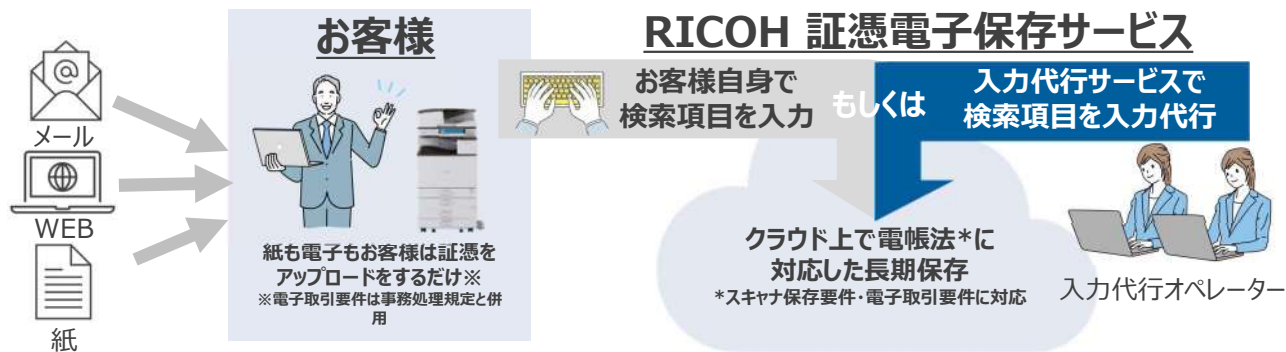 メール
WEB
紙
お客様
紙も電子もお客様は証憑を
アップロードをするだけ※
※電子取引要件は事務処理規定と併
用
RICOH 証憑電子保存サービス
お客様自身で
検索項目を入力
もしくは
入力代行サービスで
検索項目を入力代行
クラウド上で電帳法*に
対応した長期保存
*スキャナ保存要件・電子取引要件に対応
入力代行オペレーター